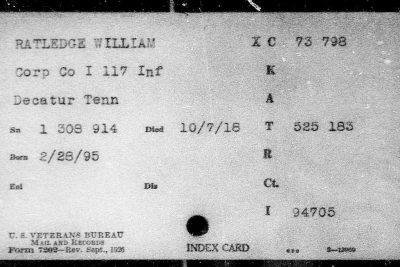 RATLEDGE WILLIAM X C 73 798
Corp Co I 117 Inf K
Decatur Tenn A
Sn 1 308 914 Died 10/7/18 T 525 183
Born 2/28/95 R
Enl Dis Ct.
I 94705
U. S. VETERANS BUREAU
MAIL AND RECORDS
Form 7202—Rev. Sept., 1926
INDEX CARD